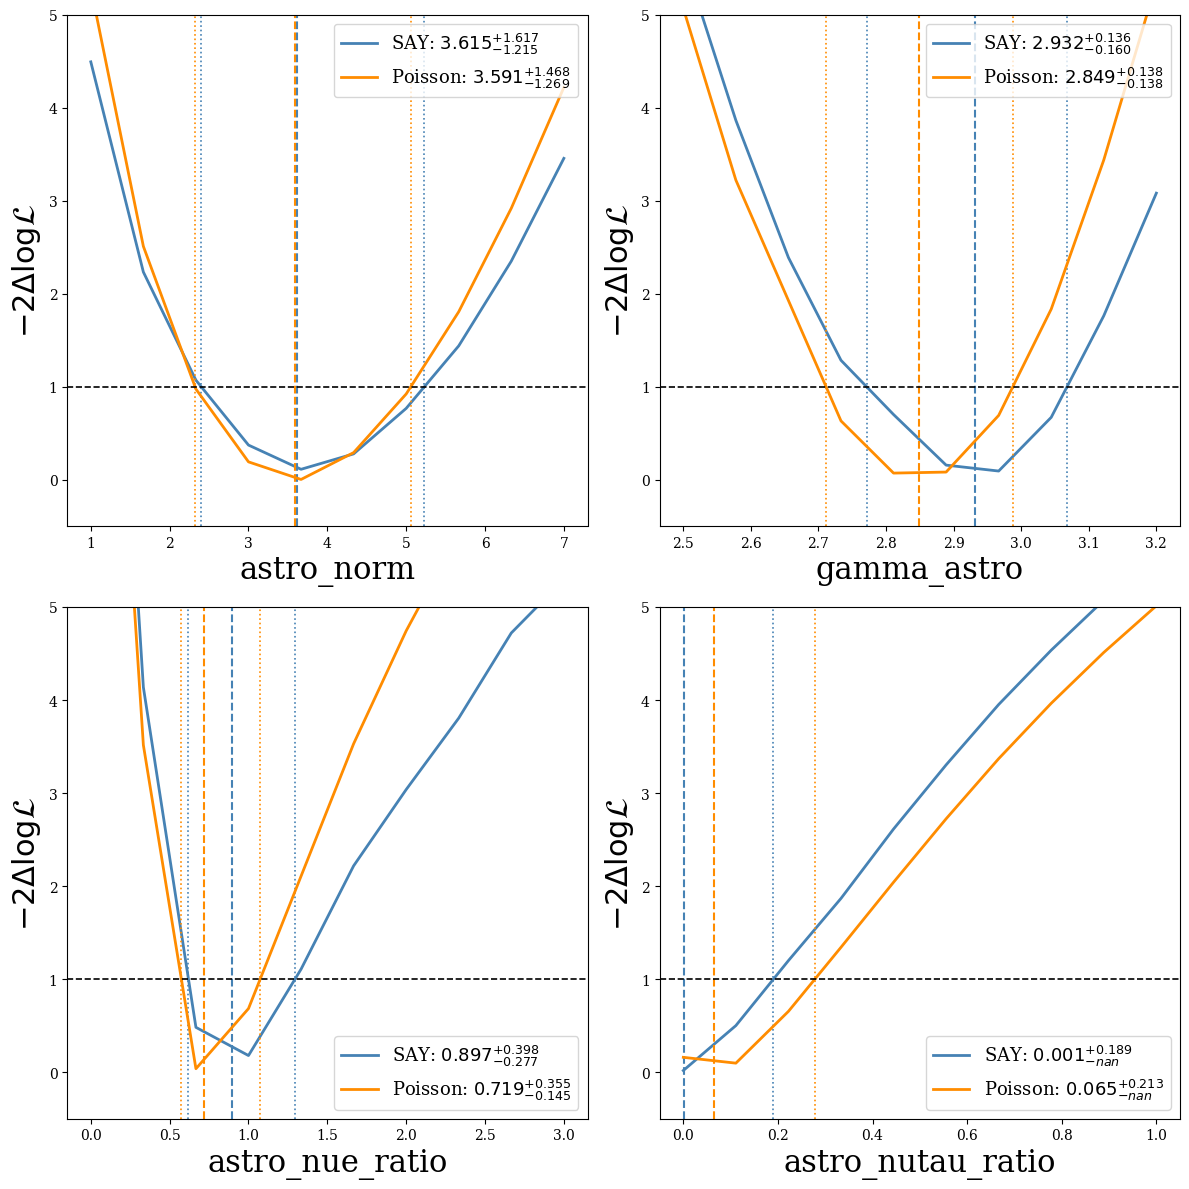 5
4
3
2
1
0
−2Δlogℒ
SAY: 3.615+1.617−1.215
Poisson: 3.591+1.468−1.269
1 2 3 4 5 6 7
astro_norm
5
4
3
2
1
0
−2Δlogℒ
SAY: 2.932+0.136−0.160
Poisson: 2.849+0.138−0.138
2.5 2.6 2.7 2.8 2.9 3.0 3.1 3.2
gamma_astro
5
4
3
2
1
0
−2Δlogℒ
SAY: 0.897+0.398−0.277
Poisson: 0.719+0.355−0.145
0.0 0.5 1.0 1.5 2.0 2.5 3.0
astro_nue_ratio
5
4
3
2
1
0
−2Δlogℒ
SAY: 0.001+0.189−nan
Poisson: 0.065+0.213−nan
0.0 0.2 0.4 0.6 0.8 1.0
astro_nutau_ratio